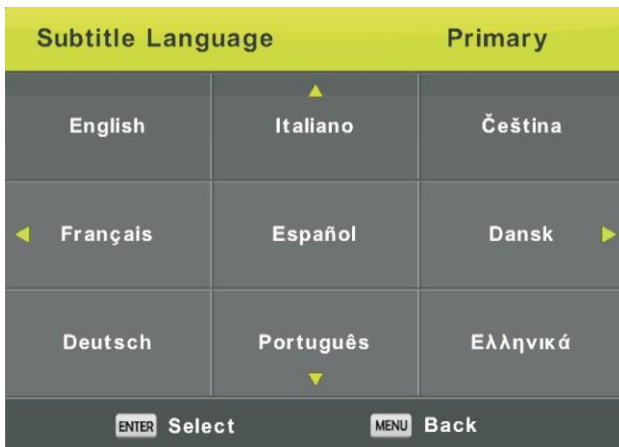 Subtitle Language Primary
English Italiano Čeština
Français Español Dansk
Deutsch Português Ελληνικά
ENTER Select MENU Back